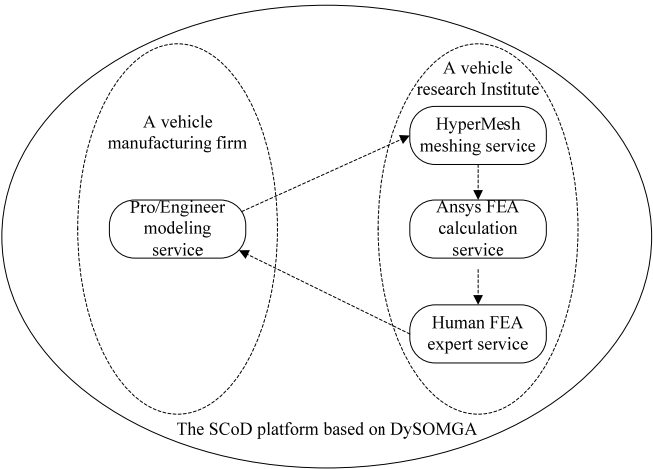 A vehicle
manufacturing firm
Pro/Engineer
modeling
service
A vehicle
research Institute
HyperMesh
meshing service
Ansys FEA
calculation
service
Human FEA
expert service
The SCoD platform based on DySOMGA